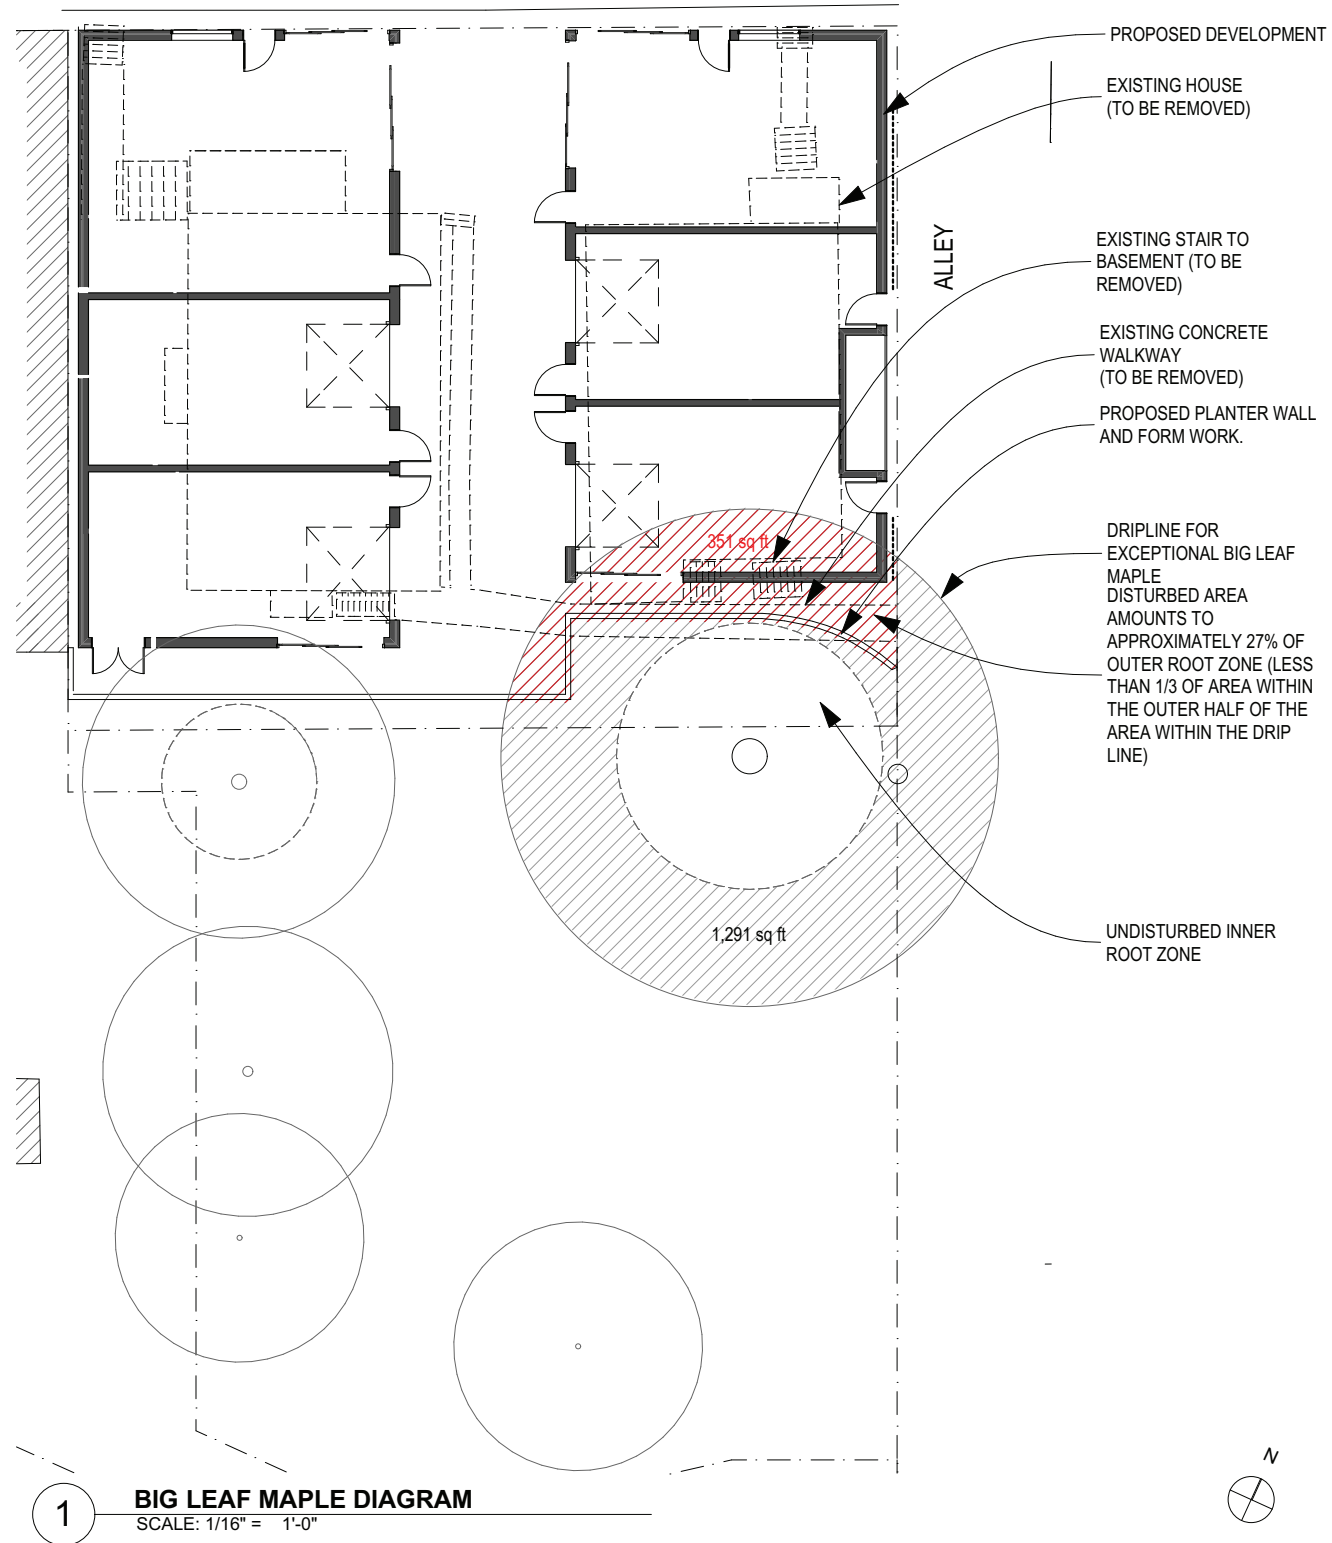 PROPOSED DEVELOPMENT
EXISTING HOUSE
(TO BE REMOVED)
ALLEY
EXISTING STAIR TO
BASEMENT (TO BE
REMOVED)
EXISTING CONCRETE
WALKWAY
(TO BE REMOVED)
PROPOSED PLANTER WALL
AND FORM WORK.
351 sq ft
DRIPLINE FOR
EXCEPTIONAL BIG LEAF
MAPLE
DISTURBED AREA
AMOUNTS TO
APPROXIMATELY 27% OF
OUTER ROOT ZONE (LESS
THAN 1/3 OF AREA WITHIN
THE OUTER HALF OF THE
AREA WITHIN THE DRIP
LINE)
1,291 sq ft
UNDISTURBED INNER
ROOT ZONE
N
1
BIG LEAF MAPLE DIAGRAM
SCALE: 1/16" = 1'-0"